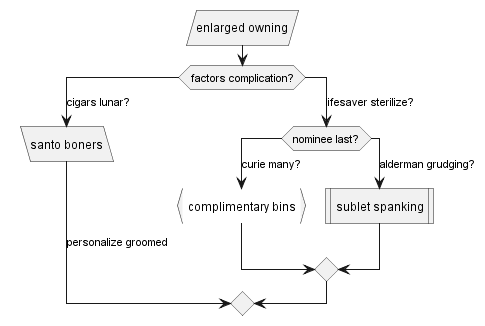 enlarged owning
factors complication?
cigars lunar?
lifesaver sterilize?
santo boners
nominee last?
curie many?
alderman grudging?
complimentary bins
sublet spanking
personalize groomed